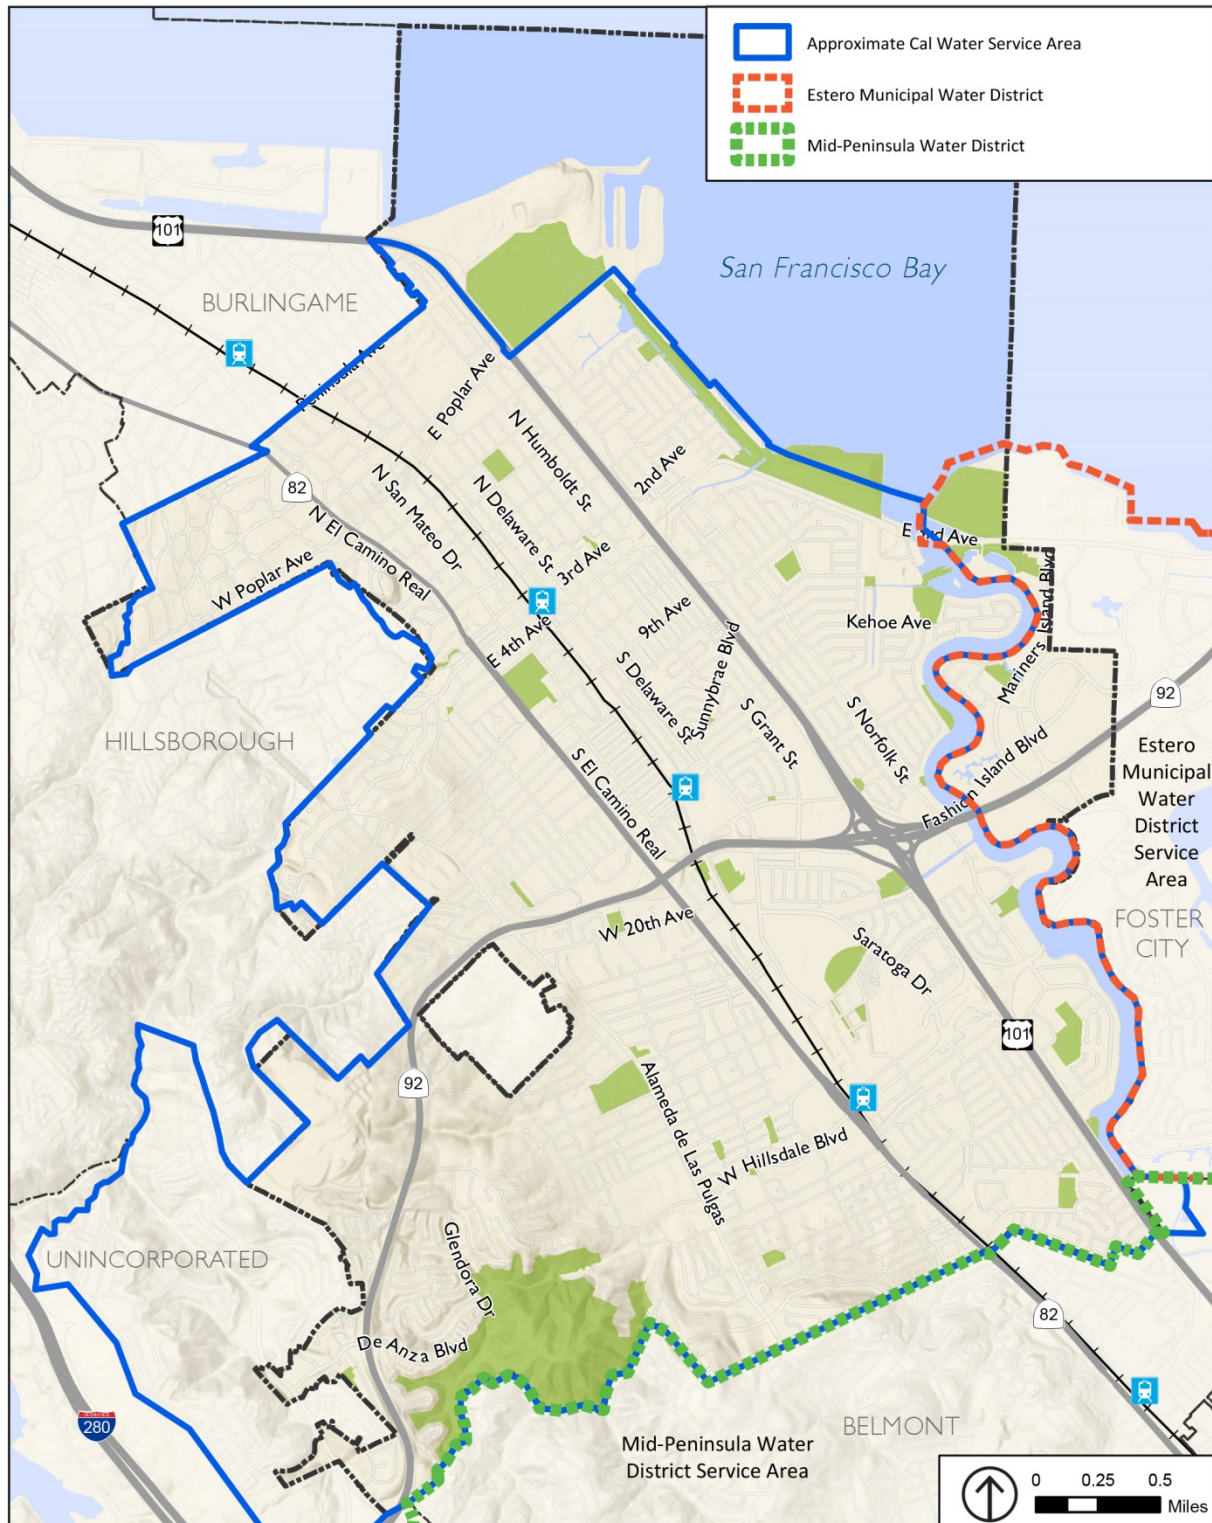 Approximate Cal Water Service Area
Estero Municipal Water District
Mid-Peninsula Water District
101
San Francisco Bay
BURLINGAME
Peninsula Ave
E Poplar Ave
N Humboldt St
2nd Ave
82
N San Mateo Dr
N Delaware St
N El Camino Real
3rd Ave
E 3rd Ave
W Poplar Ave
Kehoe Ave
9th Ave
E 4th Ave
Mariners Island Blvd
Sunnybrae Blvd
S Delaware St
92
S Grant St
S Norfolk St
HILLSBOROUGH
Fashion Island Blvd
Estero
Municipal
Water
District
Service
Area
S El Camino Real
FOSTER
CITY
W 20th Ave
Saratoga Dr
101
92
Alameda de Las Pulgas
W Hillsdale Blvd
UNINCORPORATED
Glendora Dr
De Anza Blvd
82
INTERSTATE
280
BELMONT
Mid-Peninsula Water
District Service Area
0 0.25 0.5
Miles